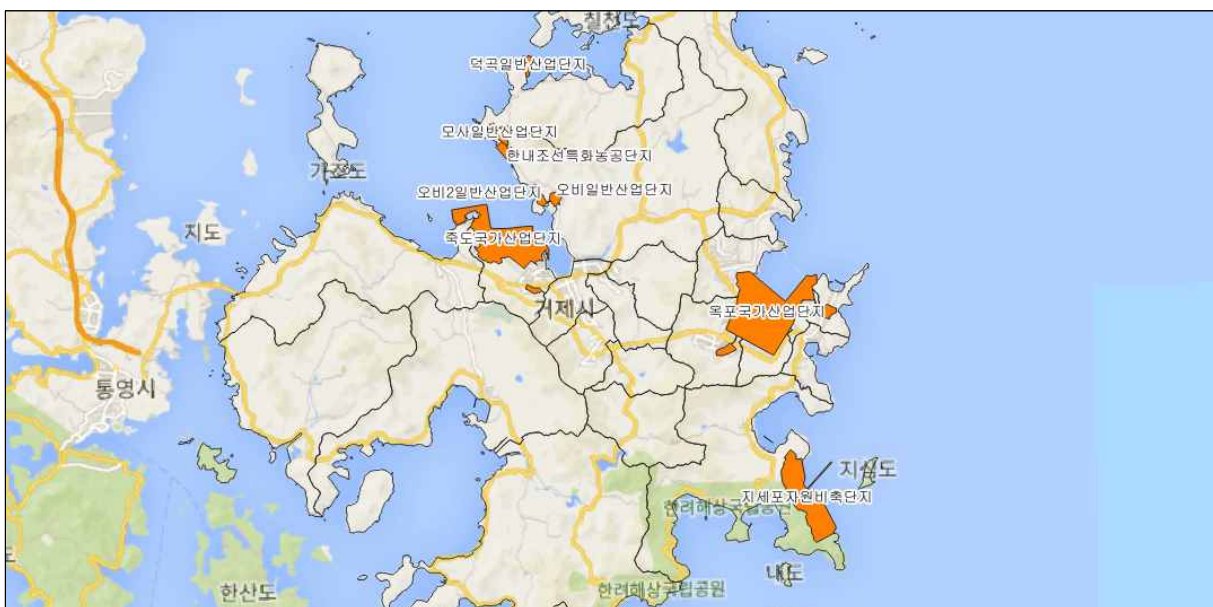 칠천도
덕곡일반산업단지
모사일반산업단지
한내조선특화농공단지
가조도
오비2일반산업단지
오비일반산업단지
지도
죽도국가산업단지
거제시
옥포국가산업단지
통영시
지심도
지세포자원비축단지
한려해상국립공원
내도
한산도
한려해상국립공원
도